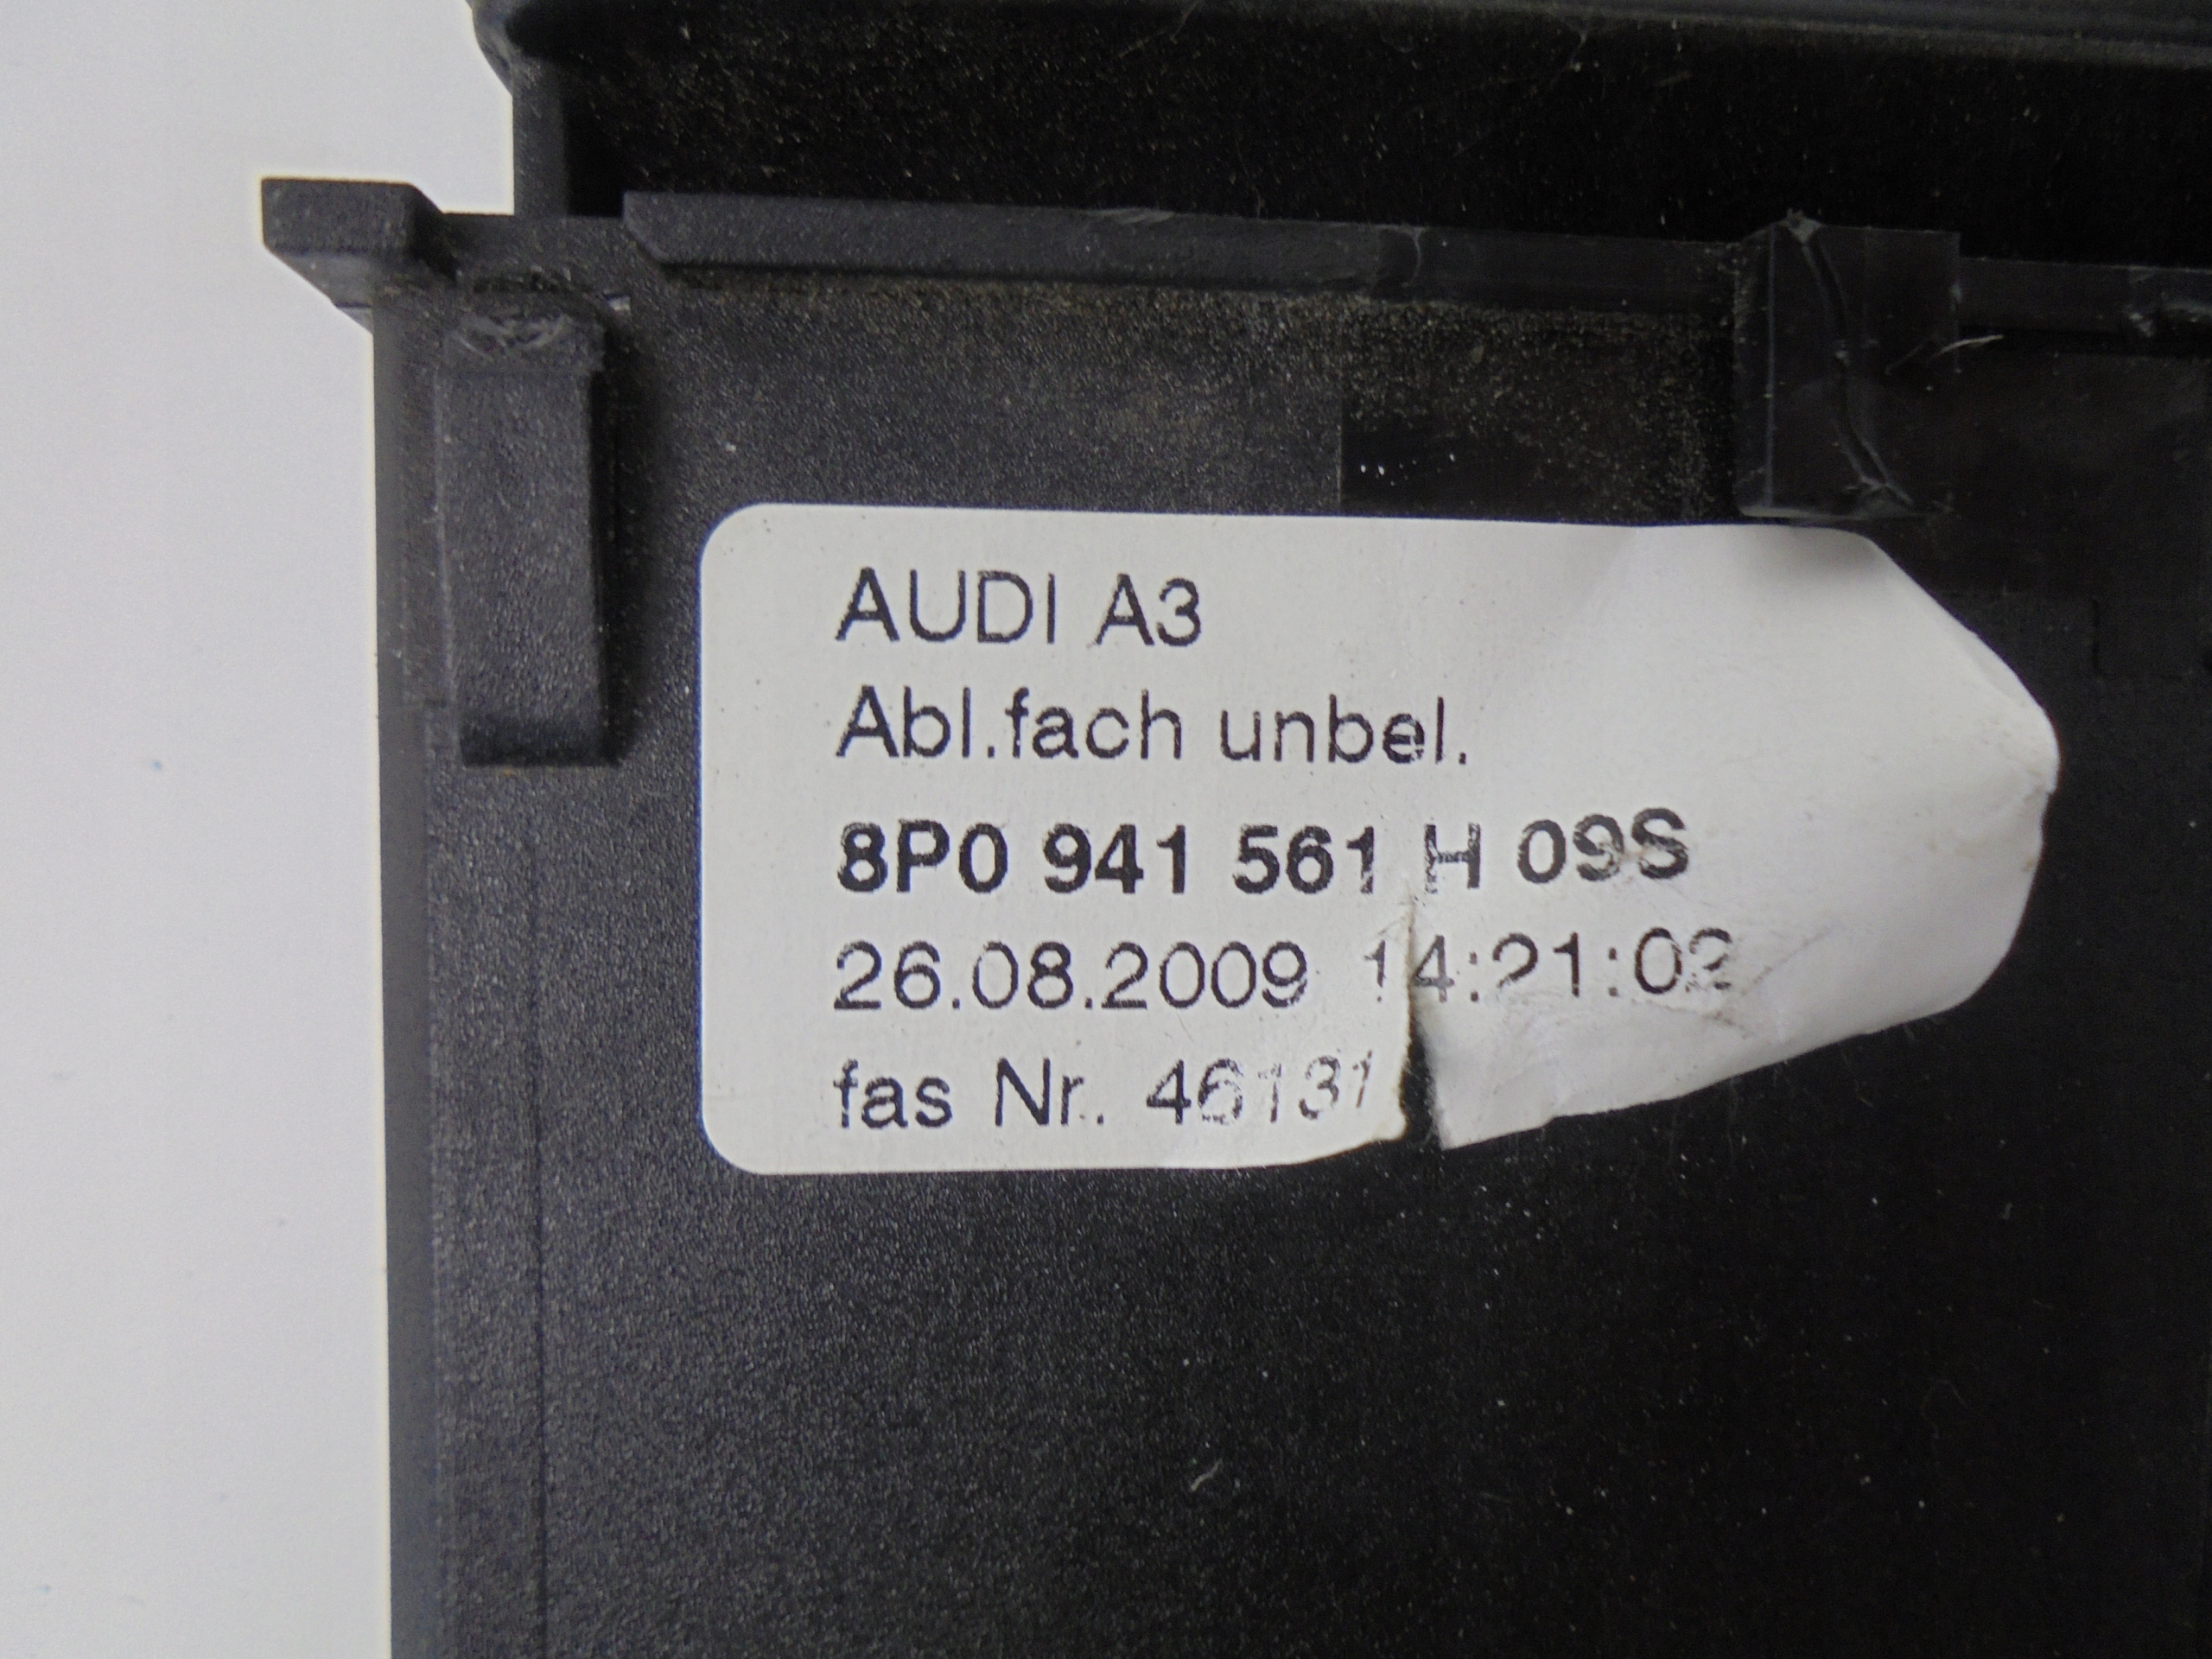 AUDI A3
Abl.fach unbel.
8P0 941 561 H 09S
26.08.2009 14:21:02
fas Nr. 46131